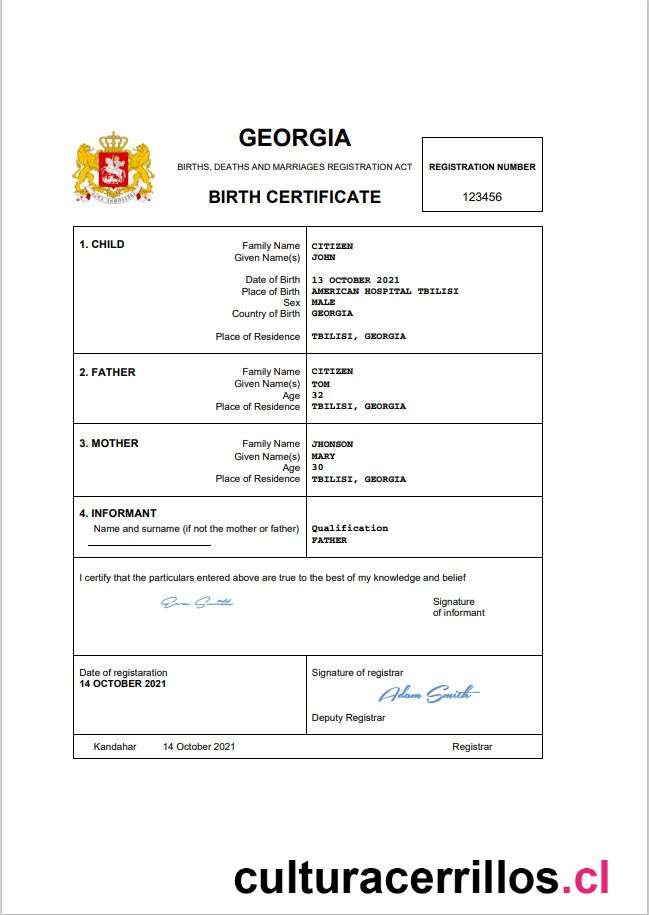 GEORGIA
BIRTHS, DEATHS AND MARRIAGES REGISTRATION ACT
BIRTH CERTIFICATE
REGISTRATION NUMBER
123456
1. CHILD
Family Name CITIZEN
Given Name(s) JOHN
Date of Birth 13 OCTOBER 2021
Place of Birth AMERICAN HOSPITAL TBILISI
Sex MALE
Country of Birth GEORGIA
Place of Residence TBILISI, GEORGIA
2. FATHER
Family Name CITIZEN
Given Name(s) TOM
Age 32
Place of Residence TBILISI, GEORGIA
3. MOTHER
Family Name JHONSON
Given Name(s) MARY
Age 30
Place of Residence TBILISI, GEORGIA
4. INFORMANT
Name and surname (if not the mother or father)
Qualification
FATHER
I certify that the particulars entered above are true to the best of my knowledge and belief
Eva Smith
Signature
of informant
Date of registaration
14 OCTOBER 2021
Signature of registrar
Adam Smith
Deputy Registrar
Kandahar 14 October 2021 Registrar
culturacerrillos.cl